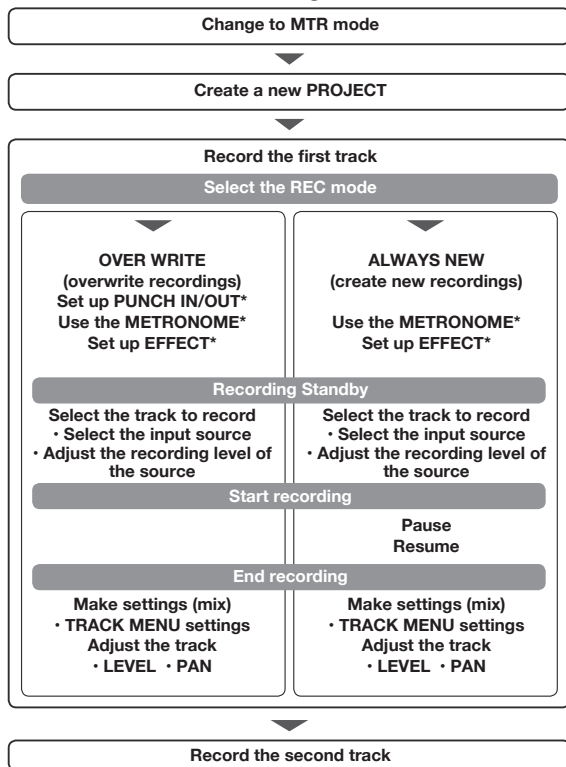 Change to MTR mode
Create a new PROJECT
Record the first track
Select the REC mode
OVER WRITE
(overwrite recordings)
Set up PUNCH IN/OUT*
Use the METRONOME*
Set up EFFECT*
ALWAYS NEW
(create new recordings)
Use the METRONOME*
Set up EFFECT*
Recording Standby
Select the track to record
・Select the input source
・Adjust the recording level of
the source
Select the track to record
・Select the input source
・Adjust the recording level of
the source
Start recording
Pause
Resume
End recording
Make settings (mix)
・TRACK MENU settings
Adjust the track
・LEVEL ・PAN
Make settings (mix)
・TRACK MENU settings
Adjust the track
・LEVEL ・PAN
Record the second track